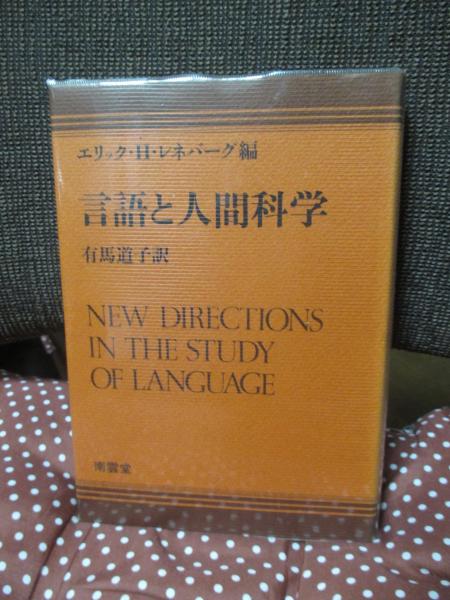 エリック・H・レネバーグ編
言語と人間科学
有馬道子訳
NEW DIRECTIONS
IN THE STUDY
OF LANGUAGE
南雲堂